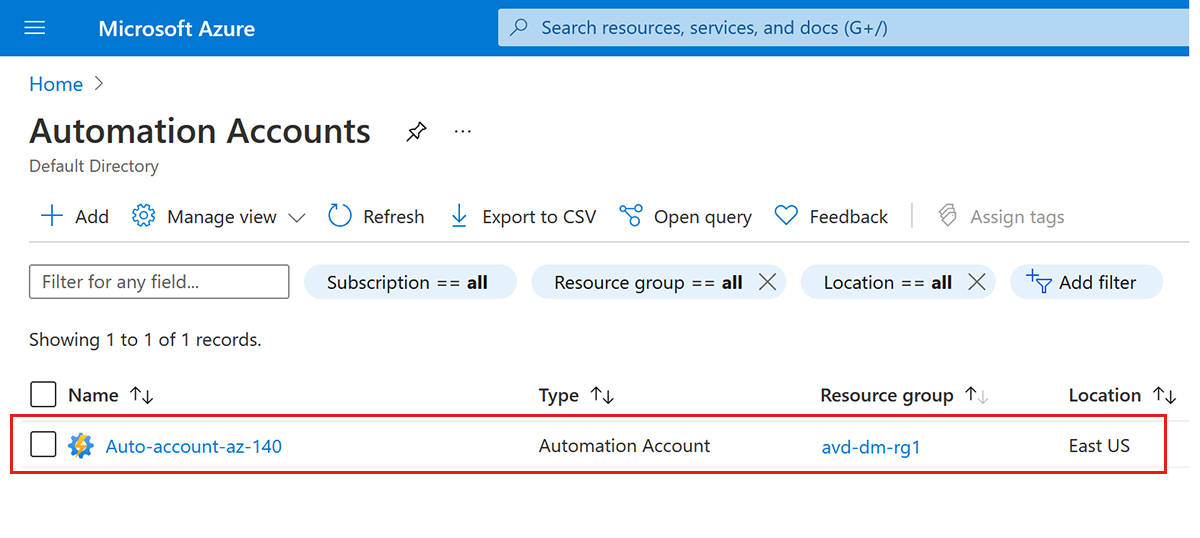 Microsoft Azure Search resources, services, and docs (G+/)
Home
Automation Accounts ...
Default Directory
Add Manage view Refresh Export to CSV Open query Feedback Assign tags
Filter for any field... Subscription == all Resource group == all Location == all Add filter
Showing 1 to 1 of 1 records.
Name Type Resource group Location
Auto-account-az-140 Automation Account avd-dm-rg1 East US